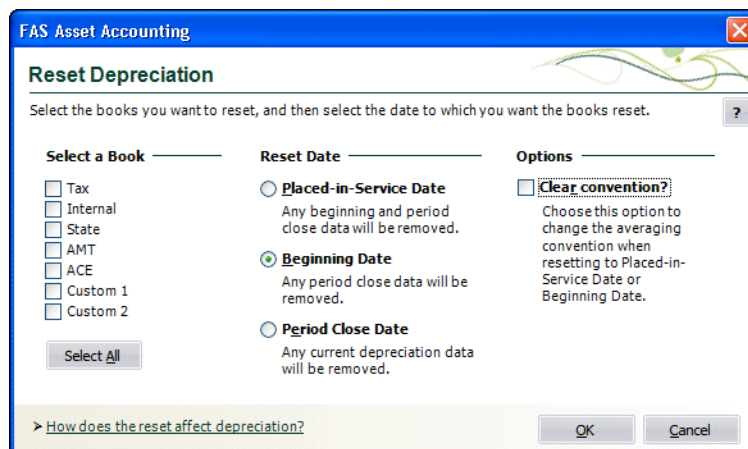 FAS Asset Accounting
Reset Depreciation
Select the books you want to reset, and then select the date to which you want the books reset.
?
Select a Book
Tax
Internal
State
AMT
ACE
Custom 1
Custom 2
Select All
Reset Date
Placed-in-Service Date
Any beginning and period
close data will be removed.
Beginning Date
Any period close data will be
removed.
Period Close Date
Any current depreciation data
will be removed.
Options
Clear convention?
Choose this option to
change the averaging
convention when
resetting to Placed-in-
Service Date or
Beginning Date.
How does the reset affect depreciation?
OK
Cancel